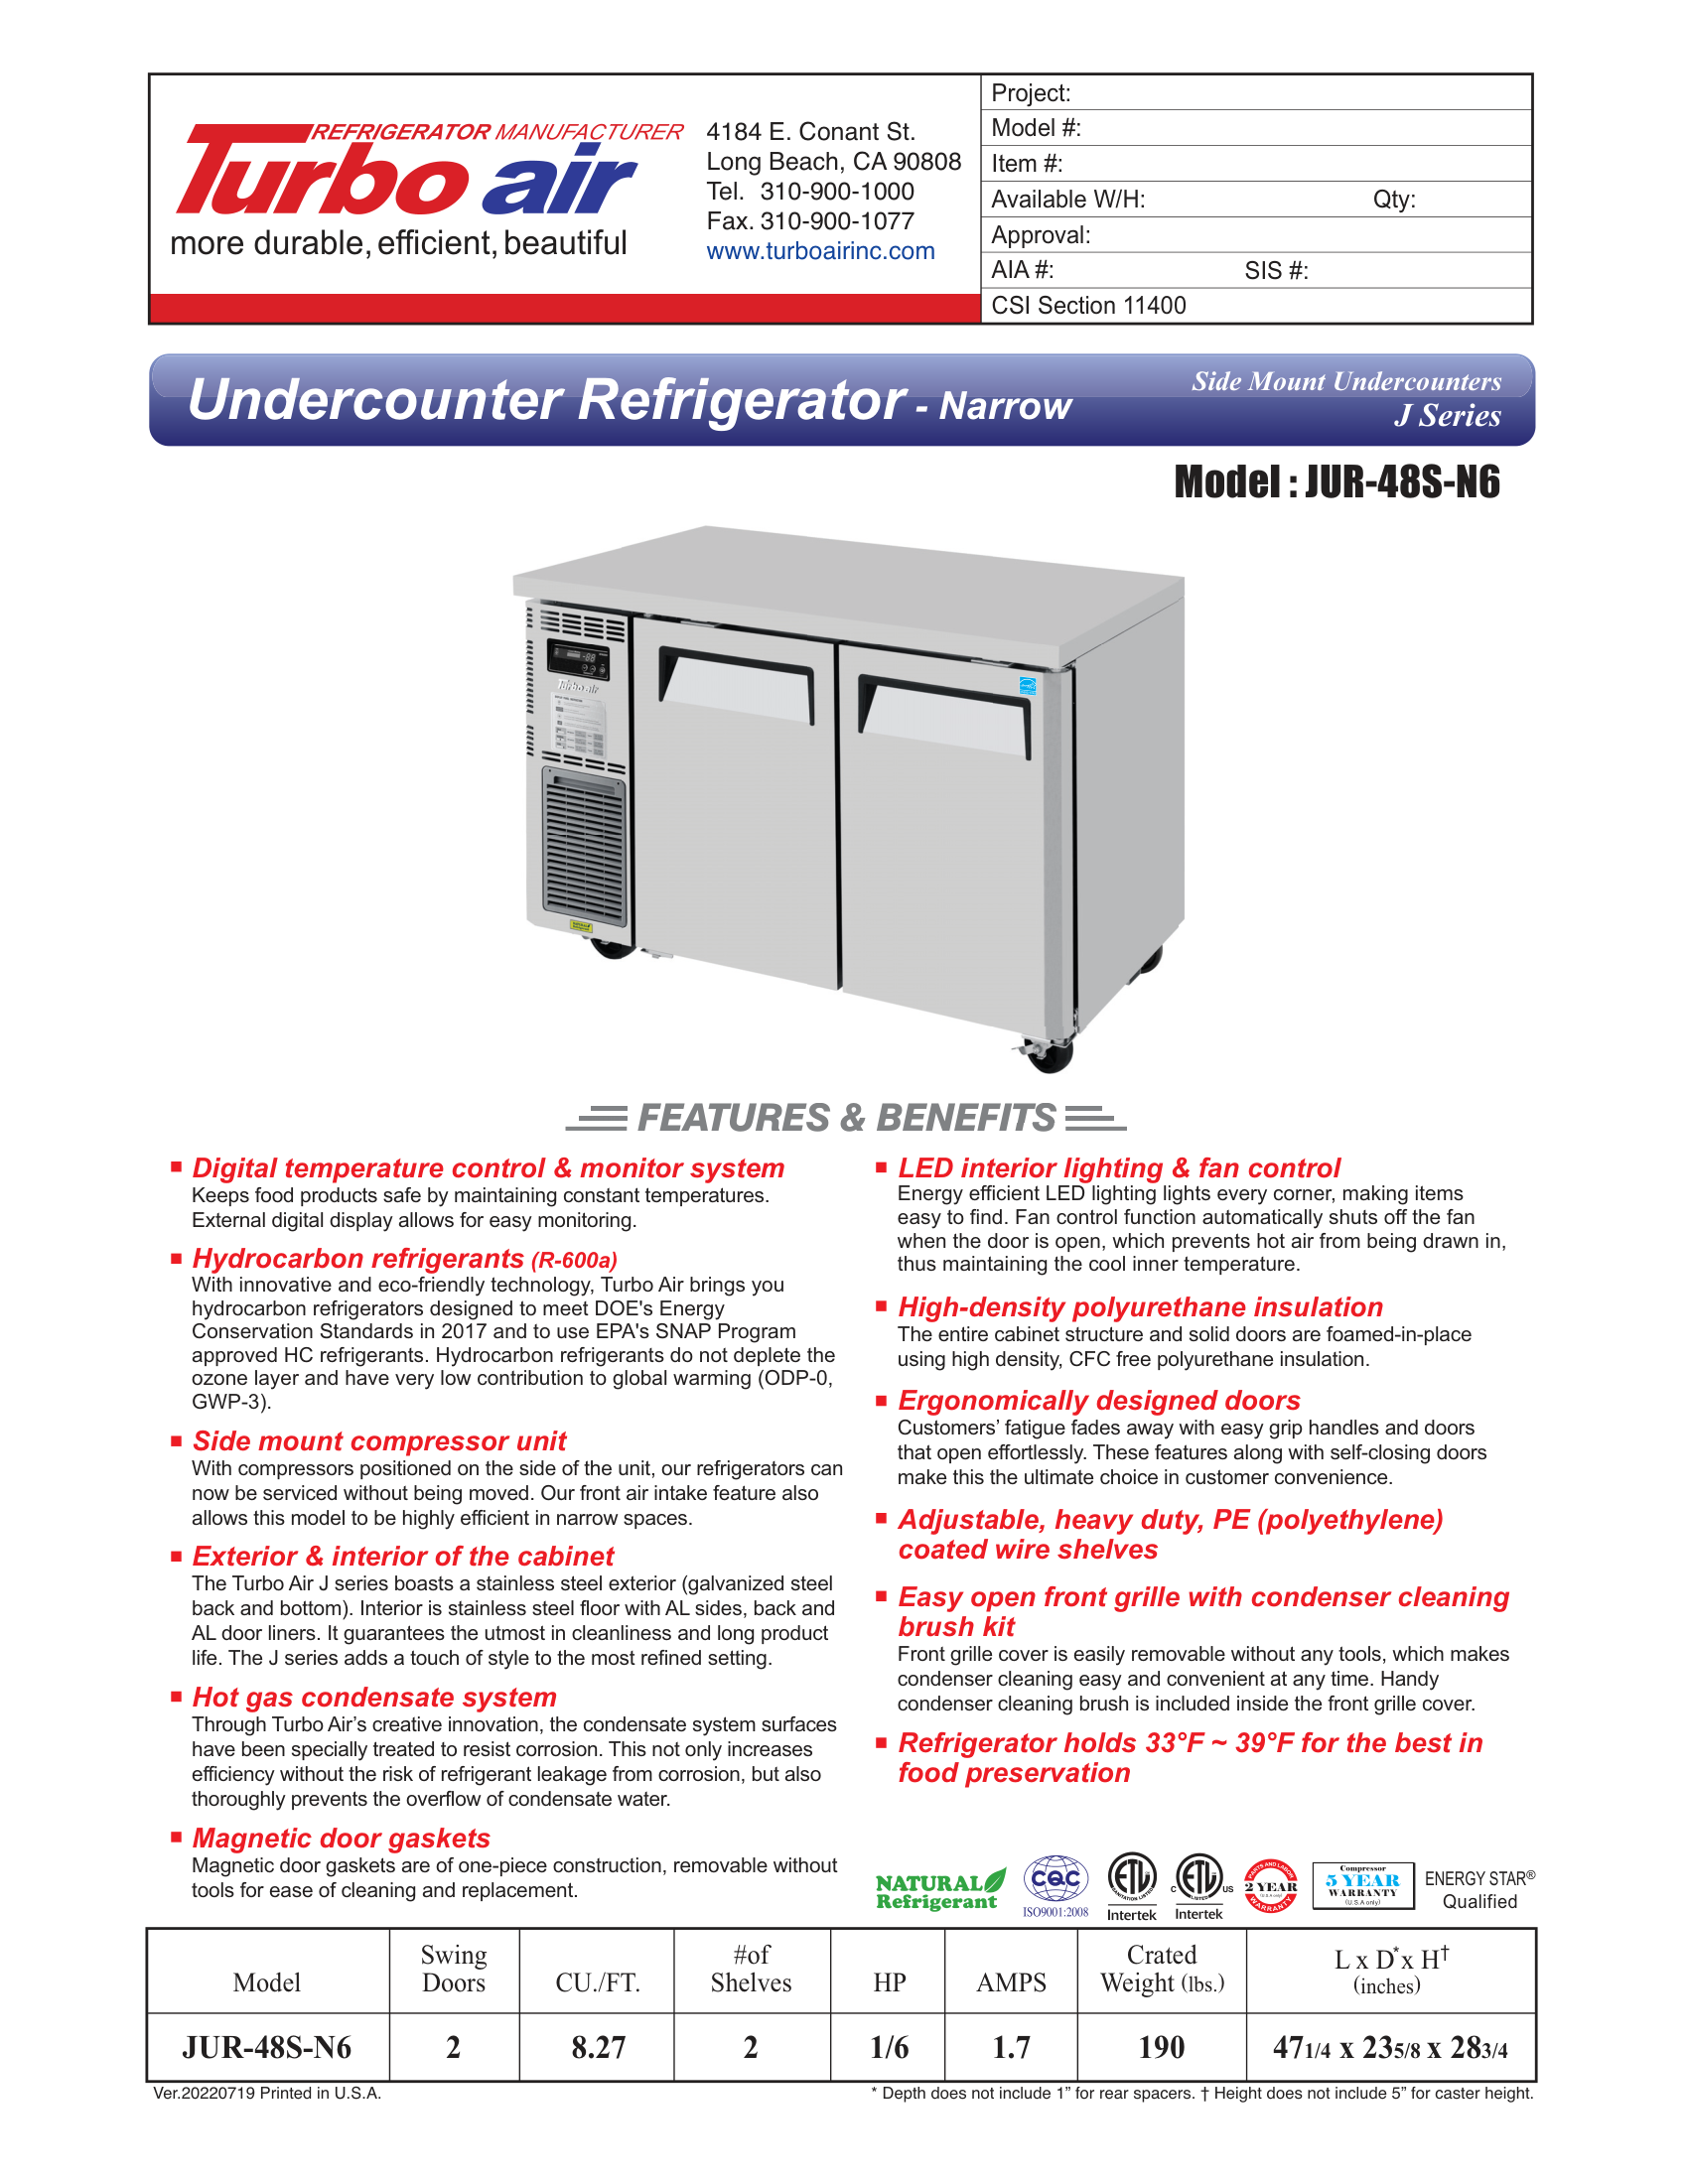 REFRIGERATOR MANUFACTURER
Turbo air
more durable, efficient, beautiful
4184 E. Conant St.
Long Beach, CA 90808
Tel. 310-900-1000
Fax. 310-900-1077
www.turboairinc.com
Project:
Model #:
Item #:
Available W/H: Qty:
Approval:
AIA #: SIS #:
CSI Section 11400
Undercounter Refrigerator - Narrow
Side Mount Undercounters
J Series
Model : JUR-48S-N6
Turbo air
FEATURES & BENEFITS
Digital temperature control & monitor system
Keeps food products safe by maintaining constant temperatures.
External digital display allows for easy monitoring.
Hydrocarbon refrigerants (R-600a)
With innovative and eco-friendly technology, Turbo Air brings you
hydrocarbon refrigerators designed to meet DOE's Energy
Conservation Standards in 2017 and to use EPA's SNAP Program
approved HC refrigerants. Hydrocarbon refrigerants do not deplete the
ozone layer and have very low contribution to global warming (ODP-0,
GWP-3).
Side mount compressor unit
With compressors positioned on the side of the unit, our refrigerators can
now be serviced without being moved. Our front air intake feature also
allows this model to be highly efficient in narrow spaces.
Exterior & interior of the cabinet
The Turbo Air J series boasts a stainless steel exterior (galvanized steel
back and bottom). Interior is stainless steel floor with AL sides, back and
AL door liners. It guarantees the utmost in cleanliness and long product
life. The J series adds a touch of style to the most refined setting.
Hot gas condensate system
Through Turbo Air’s creative innovation, the condensate system surfaces
have been specially treated to resist corrosion. This not only increases
efficiency without the risk of refrigerant leakage from corrosion, but also
thoroughly prevents the overflow of condensate water.
Magnetic door gaskets
Magnetic door gaskets are of one-piece construction, removable without
tools for ease of cleaning and replacement.
LED interior lighting & fan control
Energy efficient LED lighting lights every corner, making items
easy to find. Fan control function automatically shuts off the fan
when the door is open, which prevents hot air from being drawn in,
thus maintaining the cool inner temperature.
High-density polyurethane insulation
The entire cabinet structure and solid doors are foamed-in-place
using high density, CFC free polyurethane insulation.
Ergonomically designed doors
Customers’ fatigue fades away with easy grip handles and doors
that open effortlessly. These features along with self-closing doors
make this the ultimate choice in customer convenience.
Adjustable, heavy duty, PE (polyethylene)
coated wire shelves
Easy open front grille with condenser cleaning
brush kit
Front grille cover is easily removable without any tools, which makes
condenser cleaning easy and convenient at any time. Handy
condenser cleaning brush is included inside the front grille cover.
Refrigerator holds 33°F ~ 39°F for the best in
food preservation
NATURAL
Refrigerant
CQC
ISO9001:2008
ETL
SANITATION LISTED
Intertek
C ETL US
LISTED
Intertek
PARTS AND LABOR
2 YEAR
(U.S.A only)
WARRANTY
Compressor
5 YEAR
WARRANTY
(U.S.A only)
ENERGY STAR®
Qualified
Model Swing Doors CU./FT. #of Shelves HP AMPS Crated Weight (lbs.) L x D* x H† (inches)
JUR-48S-N6 2 8.27 2 1/6 1.7 190 47 1/4 x 23 5/8 x 28 3/4
Ver.20220719 Printed in U.S.A.
* Depth does not include 1” for rear spacers. † Height does not include 5” for caster height.